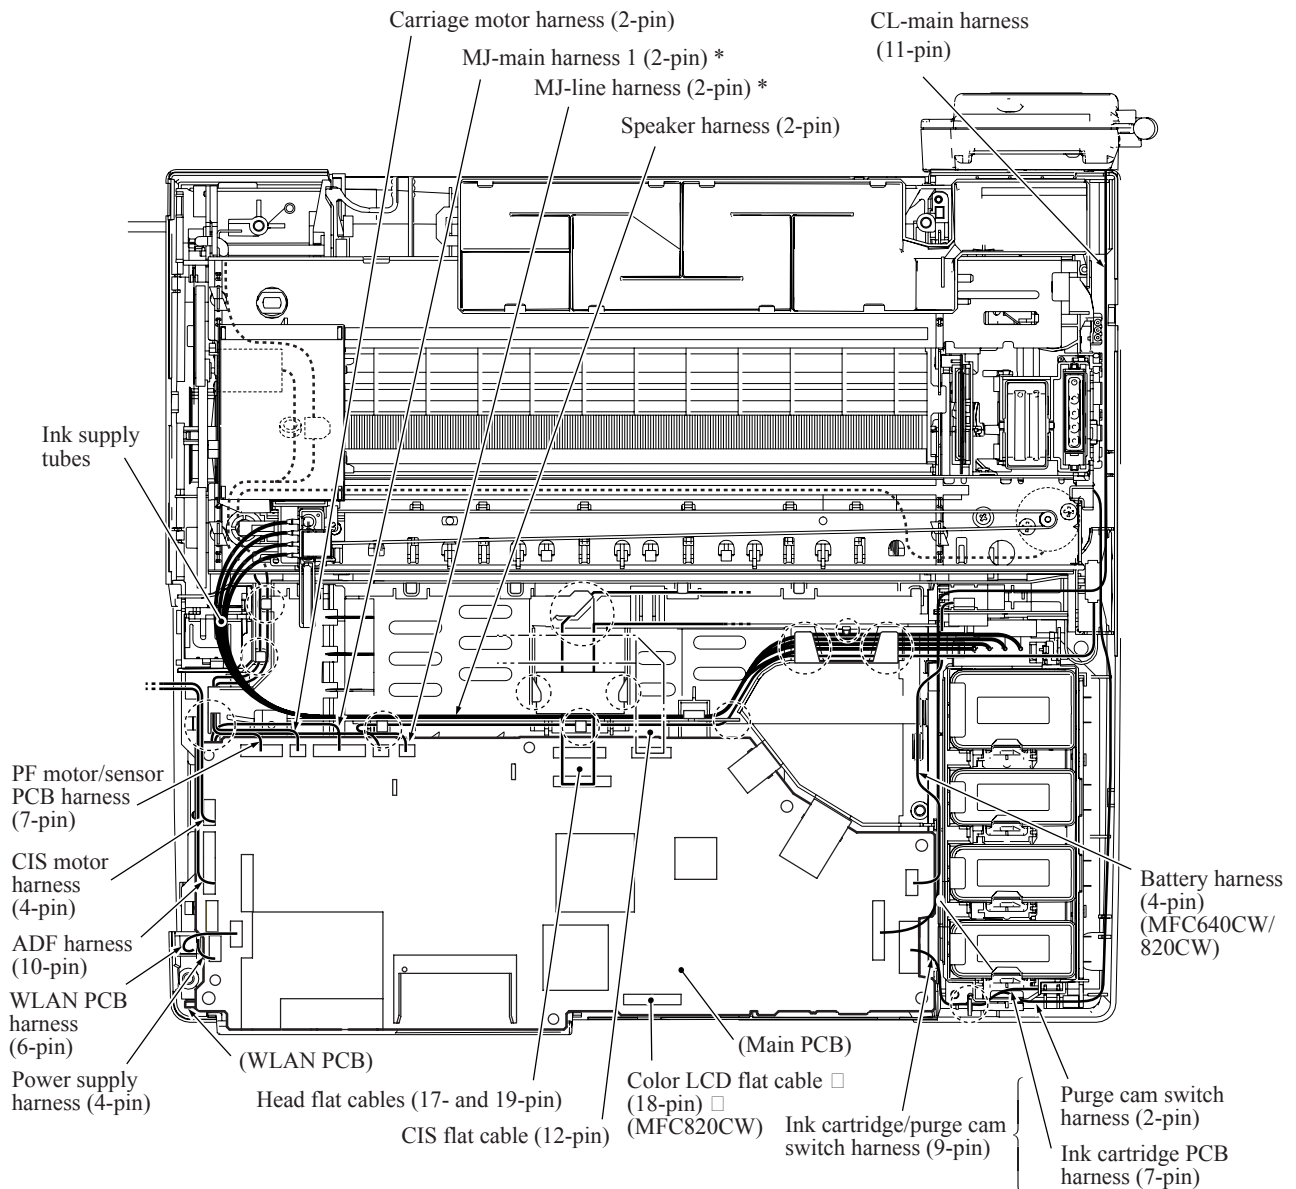 Carriage motor harness (2-pin)
MJ-main harness 1 (2-pin) *
MJ-line harness (2-pin) *
Speaker harness (2-pin)
CL-main harness
(11-pin)
Ink supply
tubes
PF motor/sensor
PCB harness
(7-pin)
CIS motor
harness
(4-pin)
ADF harness
(10-pin)
WLAN PCB
harness
(6-pin)
Power supply
harness (4-pin)
(WLAN PCB)
Head flat cables (17- and 19-pin)
CIS flat cable (12-pin)
(Main PCB)
Color LCD flat cable □
(18-pin) □
(MFC820CW)
Ink cartridge/purge cam
switch harness (9-pin)
Battery harness
(4-pin)
(MFC640CW/
820CW)
Purge cam switch
harness (2-pin)
Ink cartridge PCB
harness (7-pin)